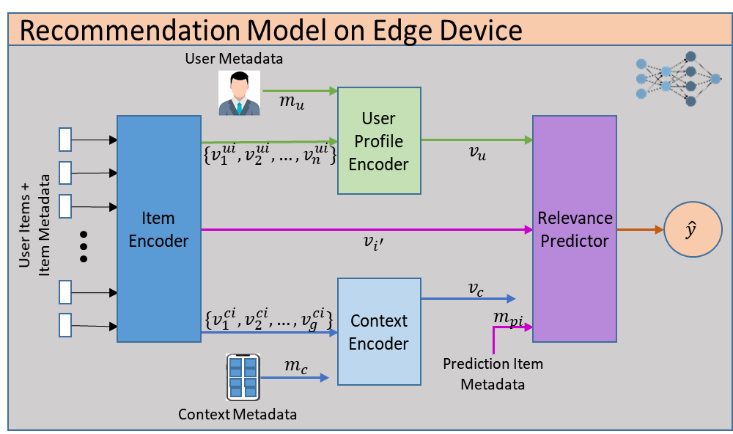 Recommendation Model on Edge Device
User Metadata
m_u
User
Profile
Encoder
{v_1^{ui}, v_2^{ui}, ..., v_n^{ui}}
v_u
User Items +
Item Metadata
Item
Encoder
v_{i'}
Relevance
Predictor
ŷ
{v_1^{ci}, v_2^{ci}, ..., v_g^{ci}}
Context
Encoder
v_c
m_{pi}
m_c
Prediction Item
Metadata
Context Metadata